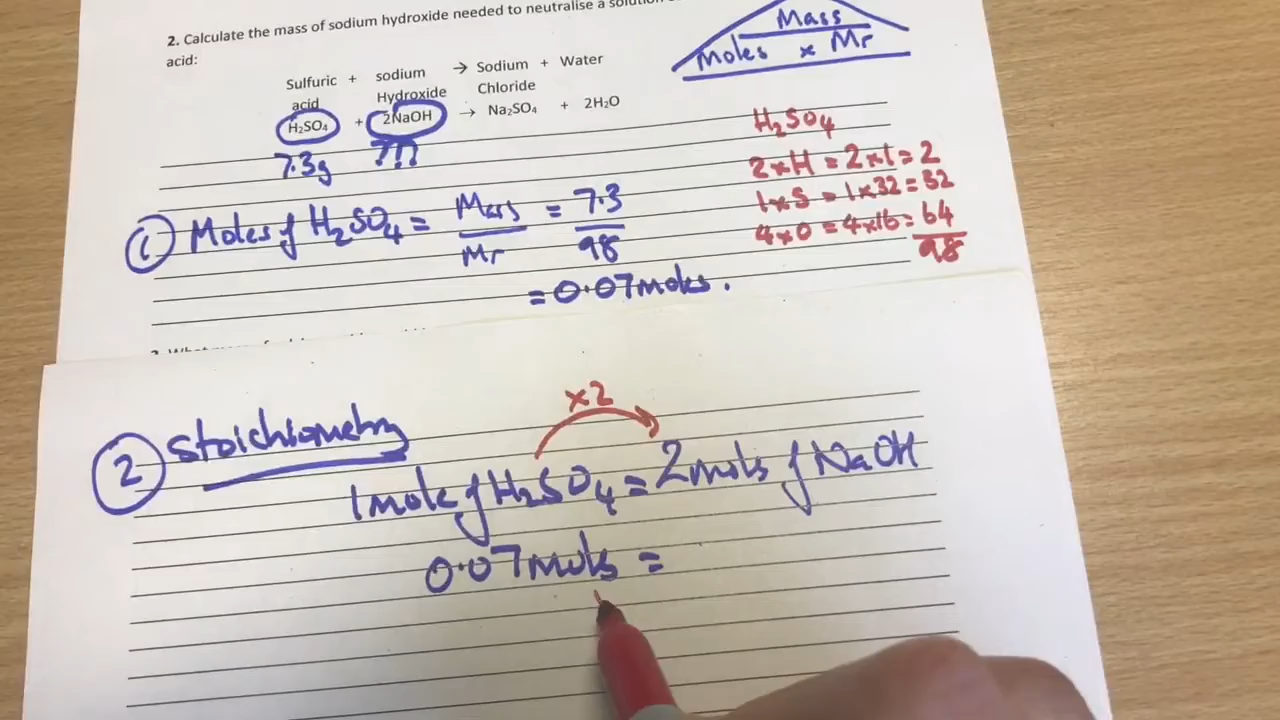 2. Calculate the mass of sodium hydroxide needed to neutralise a
acid:
Mass
Moles x Mr
Sulfuric acid + sodium Hydroxide → Sodium Chloride + Water
H₂SO₄ + 2NaOH → Na₂SO₄ + 2H₂O
7.3g ???
H₂SO₄
2×H = 2×1 = 2
1×S = 1×32 = 32
4×O = 4×16 = 64
98
① Moles of H₂SO₄ = Mass/Mr = 7.3/98
= 0.07moles.
② Stoichiometry
×2
1mole of H₂SO₄ = 2moles of NaOH
0.07moles =